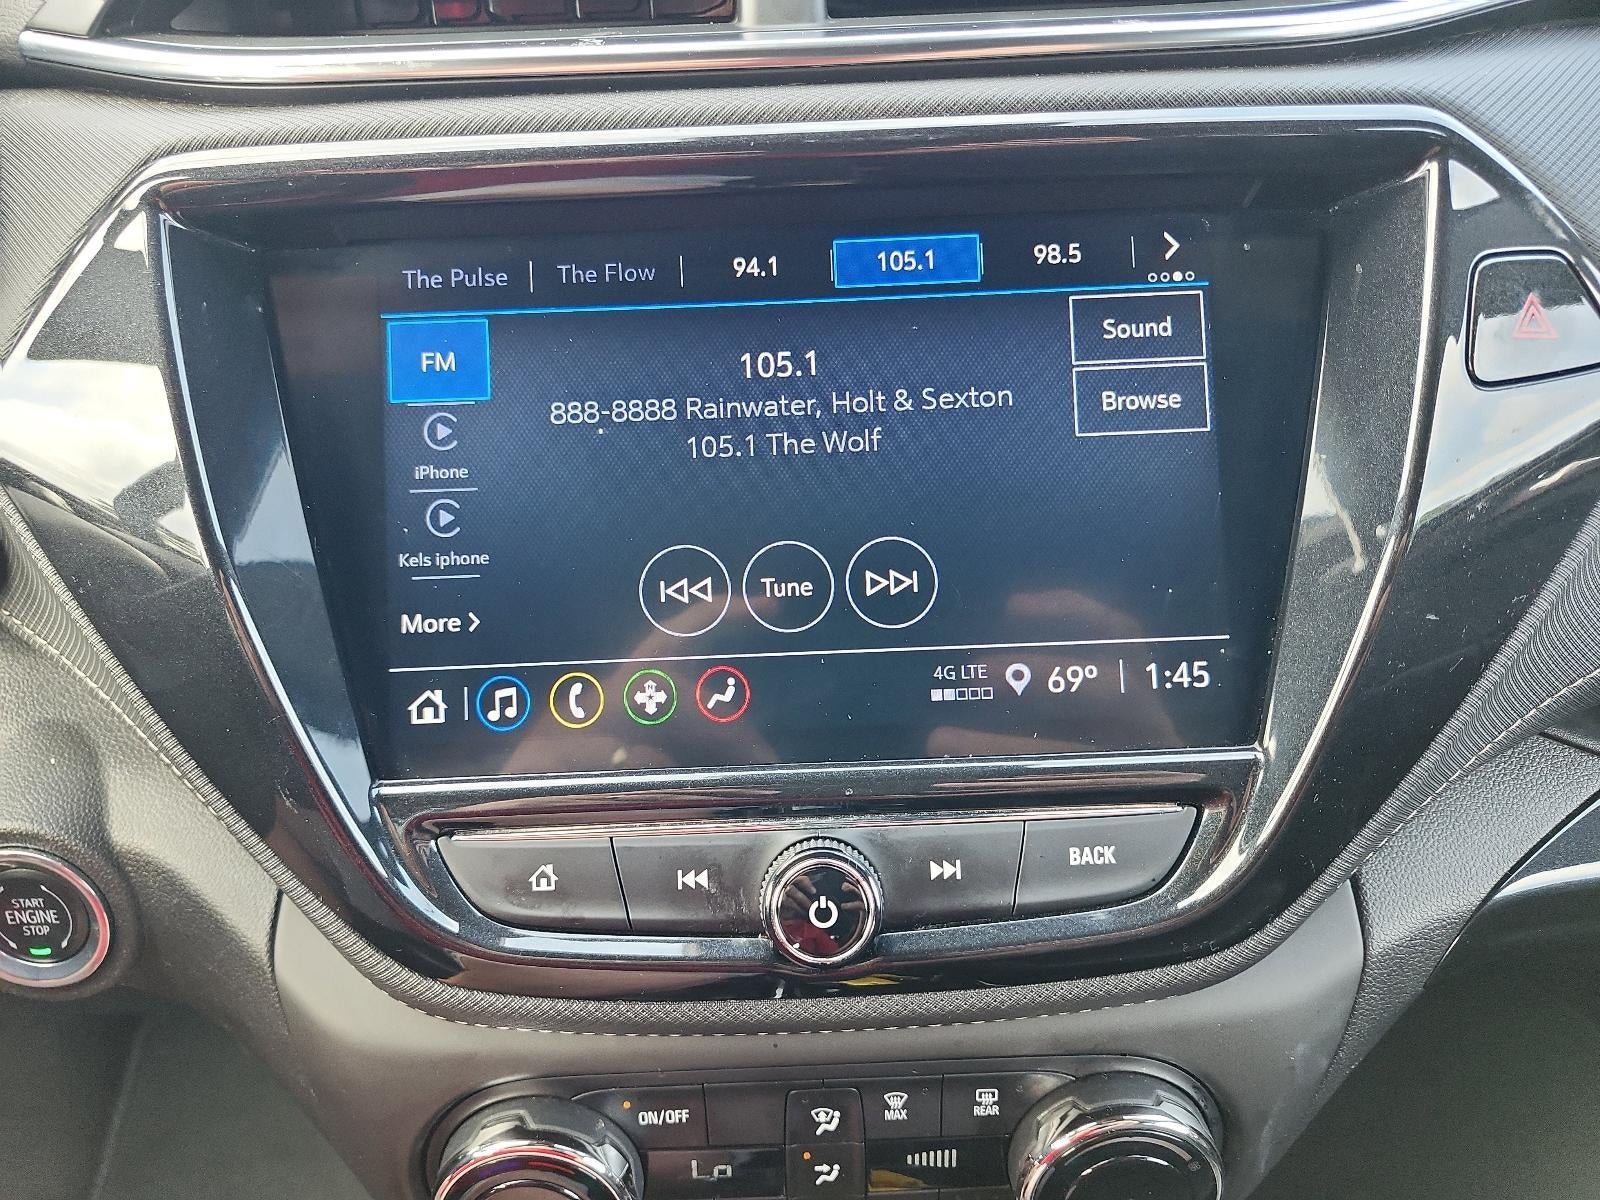 The Pulse
The Flow
94.1
105.1
98.5
FM
105.1
888-8888 Rainwater, Holt & Sexton
105.1 The Wolf
Sound
Browse
iPhone
Kels iphone
More
Tune
4G LTE
69°
1:45
BACK
START
ENGINE
STOP
ON/OFF
MAX
REAR
Lo